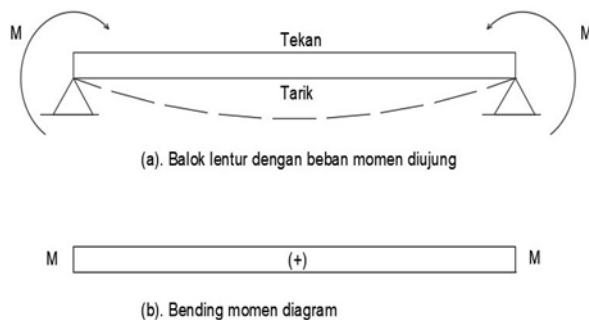 M
M
Tekan
Tarik
(a). Balok lentur dengan beban momen diujung
M
(+)
M
(b). Bending momen diagram